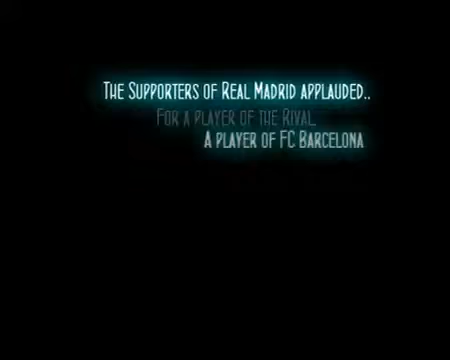 The Supporters of Real Madrid applauded..
For a player of the Rival
A player of FC Barcelona